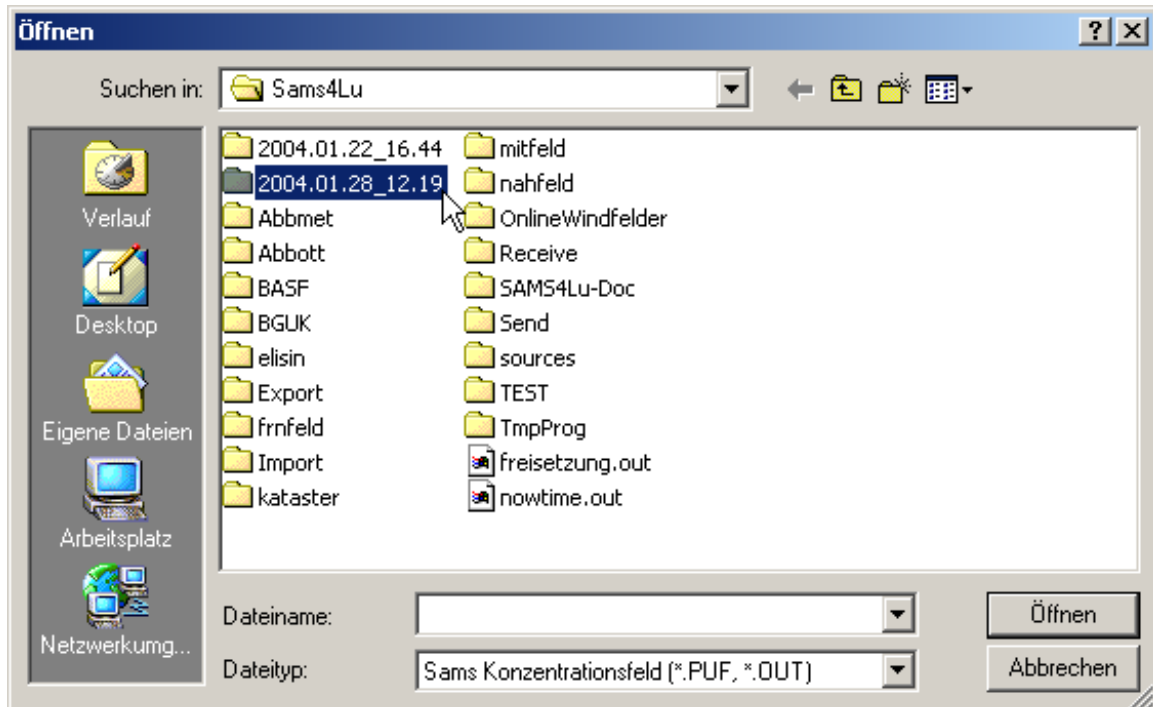 Öffnen
Suchen in: Sams4Lu
Verlauf
Desktop
Eigene Dateien
Arbeitsplatz
Netzwerkumg...
2004.01.22_16.44
2004.01.28_12.19
Abbmet
Abbott
BASF
BGUK
elisin
Export
frnfeld
Import
kataster
mitfeld
nahfeld
OnlineWindfelder
Receive
SAMS4Lu-Doc
Send
sources
TEST
TmpProg
freisetzung.out
nowtime.out
Dateiname:
Öffnen
Dateityp: Sams Konzentrationsfeld (*.PUF, *.OUT)
Abbrechen